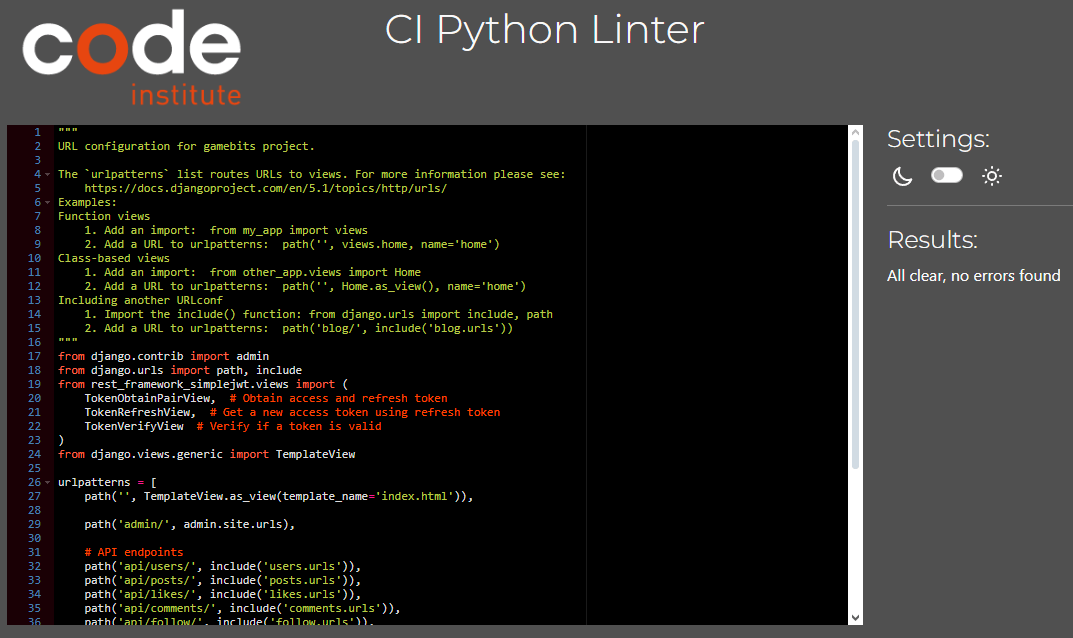 code
institute
CI Python Linter
1 """
2 URL configuration for gamebits project.
3
4 The `urlpatterns` list routes URLs to views. For more information please see:
5     https://docs.djangoproject.com/en/5.1/topics/http/urls/
6 Examples:
7 Function views
8     1. Add an import:  from my_app import views
9     2. Add a URL to urlpatterns:  path('', views.home, name='home')
10 Class-based views
11     1. Add an import:  from other_app.views import Home
12     2. Add a URL to urlpatterns:  path('', Home.as_view(), name='home')
13 Including another URLconf
14     1. Import the include() function: from django.urls import include, path
15     2. Add a URL to urlpatterns:  path('blog/', include('blog.urls'))
16 """
17 from django.contrib import admin
18 from django.urls import path, include
19 from rest_framework_simplejwt.views import (
20     TokenObtainPairView,  # Obtain access and refresh token
21     TokenRefreshView,  # Get a new access token using refresh token
22     TokenVerifyView  # Verify if a token is valid
23 )
24 from django.views.generic import TemplateView
25
26 urlpatterns = [
27     path('', TemplateView.as_view(template_name='index.html')),
28
29     path('admin/', admin.site.urls),
30
31     # API endpoints
32     path('api/users/', include('users.urls')),
33     path('api/posts/', include('posts.urls')),
34     path('api/likes/', include('likes.urls')),
35     path('api/comments/', include('comments.urls')),
36     path('api/follow/', include('follow.urls')),
Settings:
Results:
All clear, no errors found